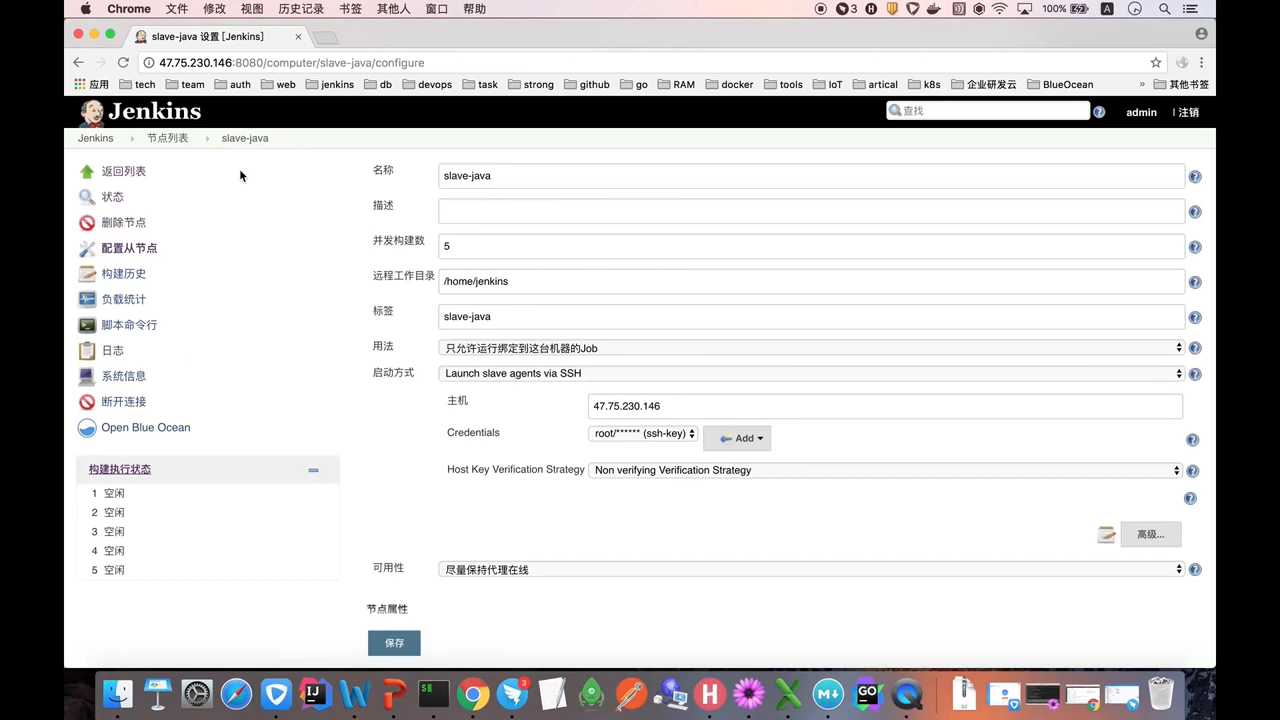 Chrome 文件 修改 视图 历史记录 书签 其他人 窗口 帮助 3 100% A
slave-java 设置 [Jenkins]
47.75.230.146:8080/computer/slave-java/configure
应用 tech team auth web jenkins db devops task strong github go RAM docker tools IoT artical k8s 企业研发云 BlueOcean » 其他书签
Jenkins 查找 admin | 注销
Jenkins 节点列表 slave-java
返回列表
状态
删除节点
配置从节点
构建历史
负载统计
脚本命令行
日志
系统信息
断开连接
Open Blue Ocean
构建执行状态
1 空闲
2 空闲
3 空闲
4 空闲
5 空闲
名称 slave-java
描述
并发构建数 5
远程工作目录 /home/jenkins
标签 slave-java
用法 只允许运行绑定到这台机器的Job
启动方式 Launch slave agents via SSH
主机 47.75.230.146
Credentials root/****** (ssh-key) Add
Host Key Verification Strategy Non verifying Verification Strategy
高级...
可用性 尽量保持代理在线
节点属性
保存
IJ W P $ 3 H X M GO